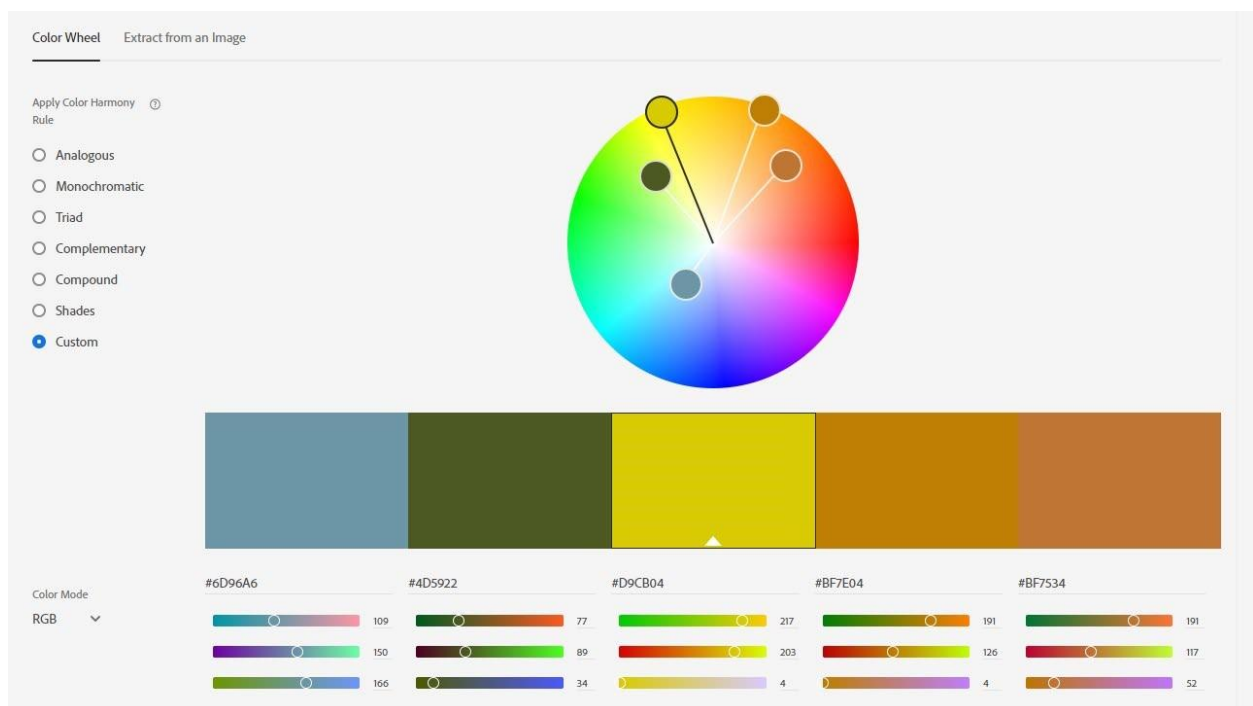 Color Wheel Extract from an Image
Apply Color Harmony
Rule
Analogous
Monochromatic
Triad
Complementary
Compound
Shades
Custom
#6D96A6 #4D5922 #D9CB04 #BF7E04 #BF7534
Color Mode
RGB
109 77 217 191 191
150 89 203 126 117
166 34 4 4 52